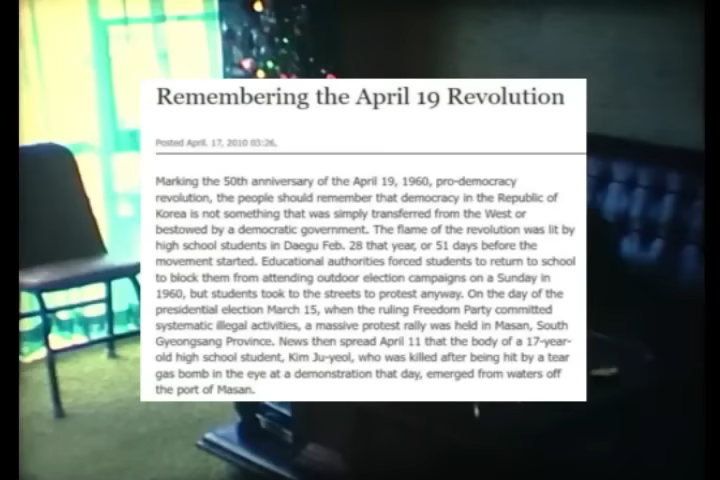 Remembering the April 19 Revolution
Posted April. 17, 2010 03:26,
Marking the 50th anniversary of the April 19, 1960, pro-democracy
revolution, the people should remember that democracy in the Republic of
Korea is not something that was simply transferred from the West or
bestowed by a democratic government. The flame of the revolution was lit by
high school students in Daegu Feb. 28 that year, or 51 days before the
movement started. Educational authorities forced students to return to school
to block them from attending outdoor election campaigns on a Sunday in
1960, but students took to the streets to protest anyway. On the day of the
presidential election March 15, when the ruling Freedom Party committed
systematic illegal activities, a massive protest rally was held in Masan, South
Gyeongsang Province. News then spread April 11 that the body of a 17-year-
old high school student, Kim Ju-yeol, who was killed after being hit by a tear
gas bomb in the eye at a demonstration that day, emerged from waters off
the port of Masan.